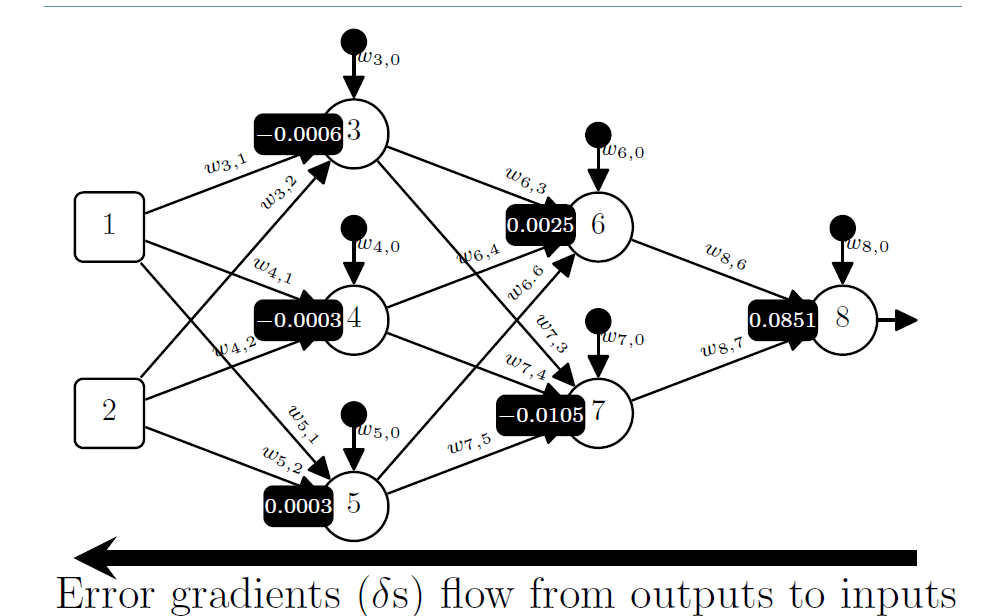 w3,0
−0.0006
3
w3,1
w3,2
w6,0
w6,3
1
0.0025
6
w4,0
w8,0
w4,1
w6,4
w6.6
w8,6
−0.0003
4
0.0851
8
w7,3
w7,0
w4,2
w8,7
w7,4
2
−0.0105
7
w5,1
w5,0
w7,5
w5,2
0.0003
5
Error gradients (δs) flow from outputs to inputs